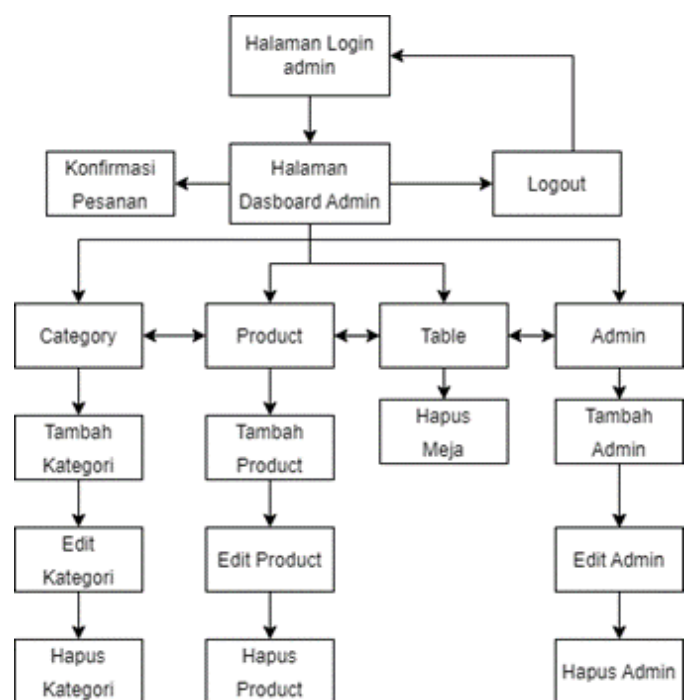 Halaman Login
admin
Konfirmasi
Pesanan
Halaman
Dasboard Admin
Logout
Category
Product
Table
Admin
Tambah
Kategori
Tambah
Product
Hapus
Meja
Tambah
Admin
Edit
Kategori
Edit Product
Edit Admin
Hapus
Kategori
Hapus
Product
Hapus Admin